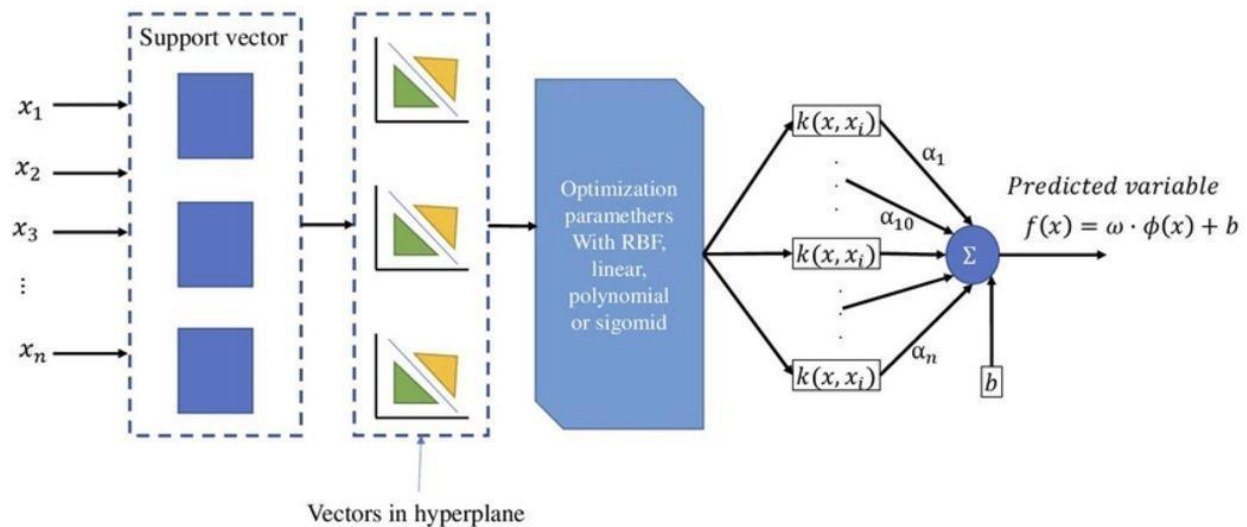 Support vector
x₁
x₂
x₃
⋮
xₙ
Vectors in hyperplane
Optimization
paramethers
With RBF,
linear,
polynomial
or sigomid
k(x, xᵢ)
k(x, xᵢ)
k(x, xᵢ)
α₁
α₁₀
αₙ
Σ
b
Predicted variable
f(x) = ω · ϕ(x) + b